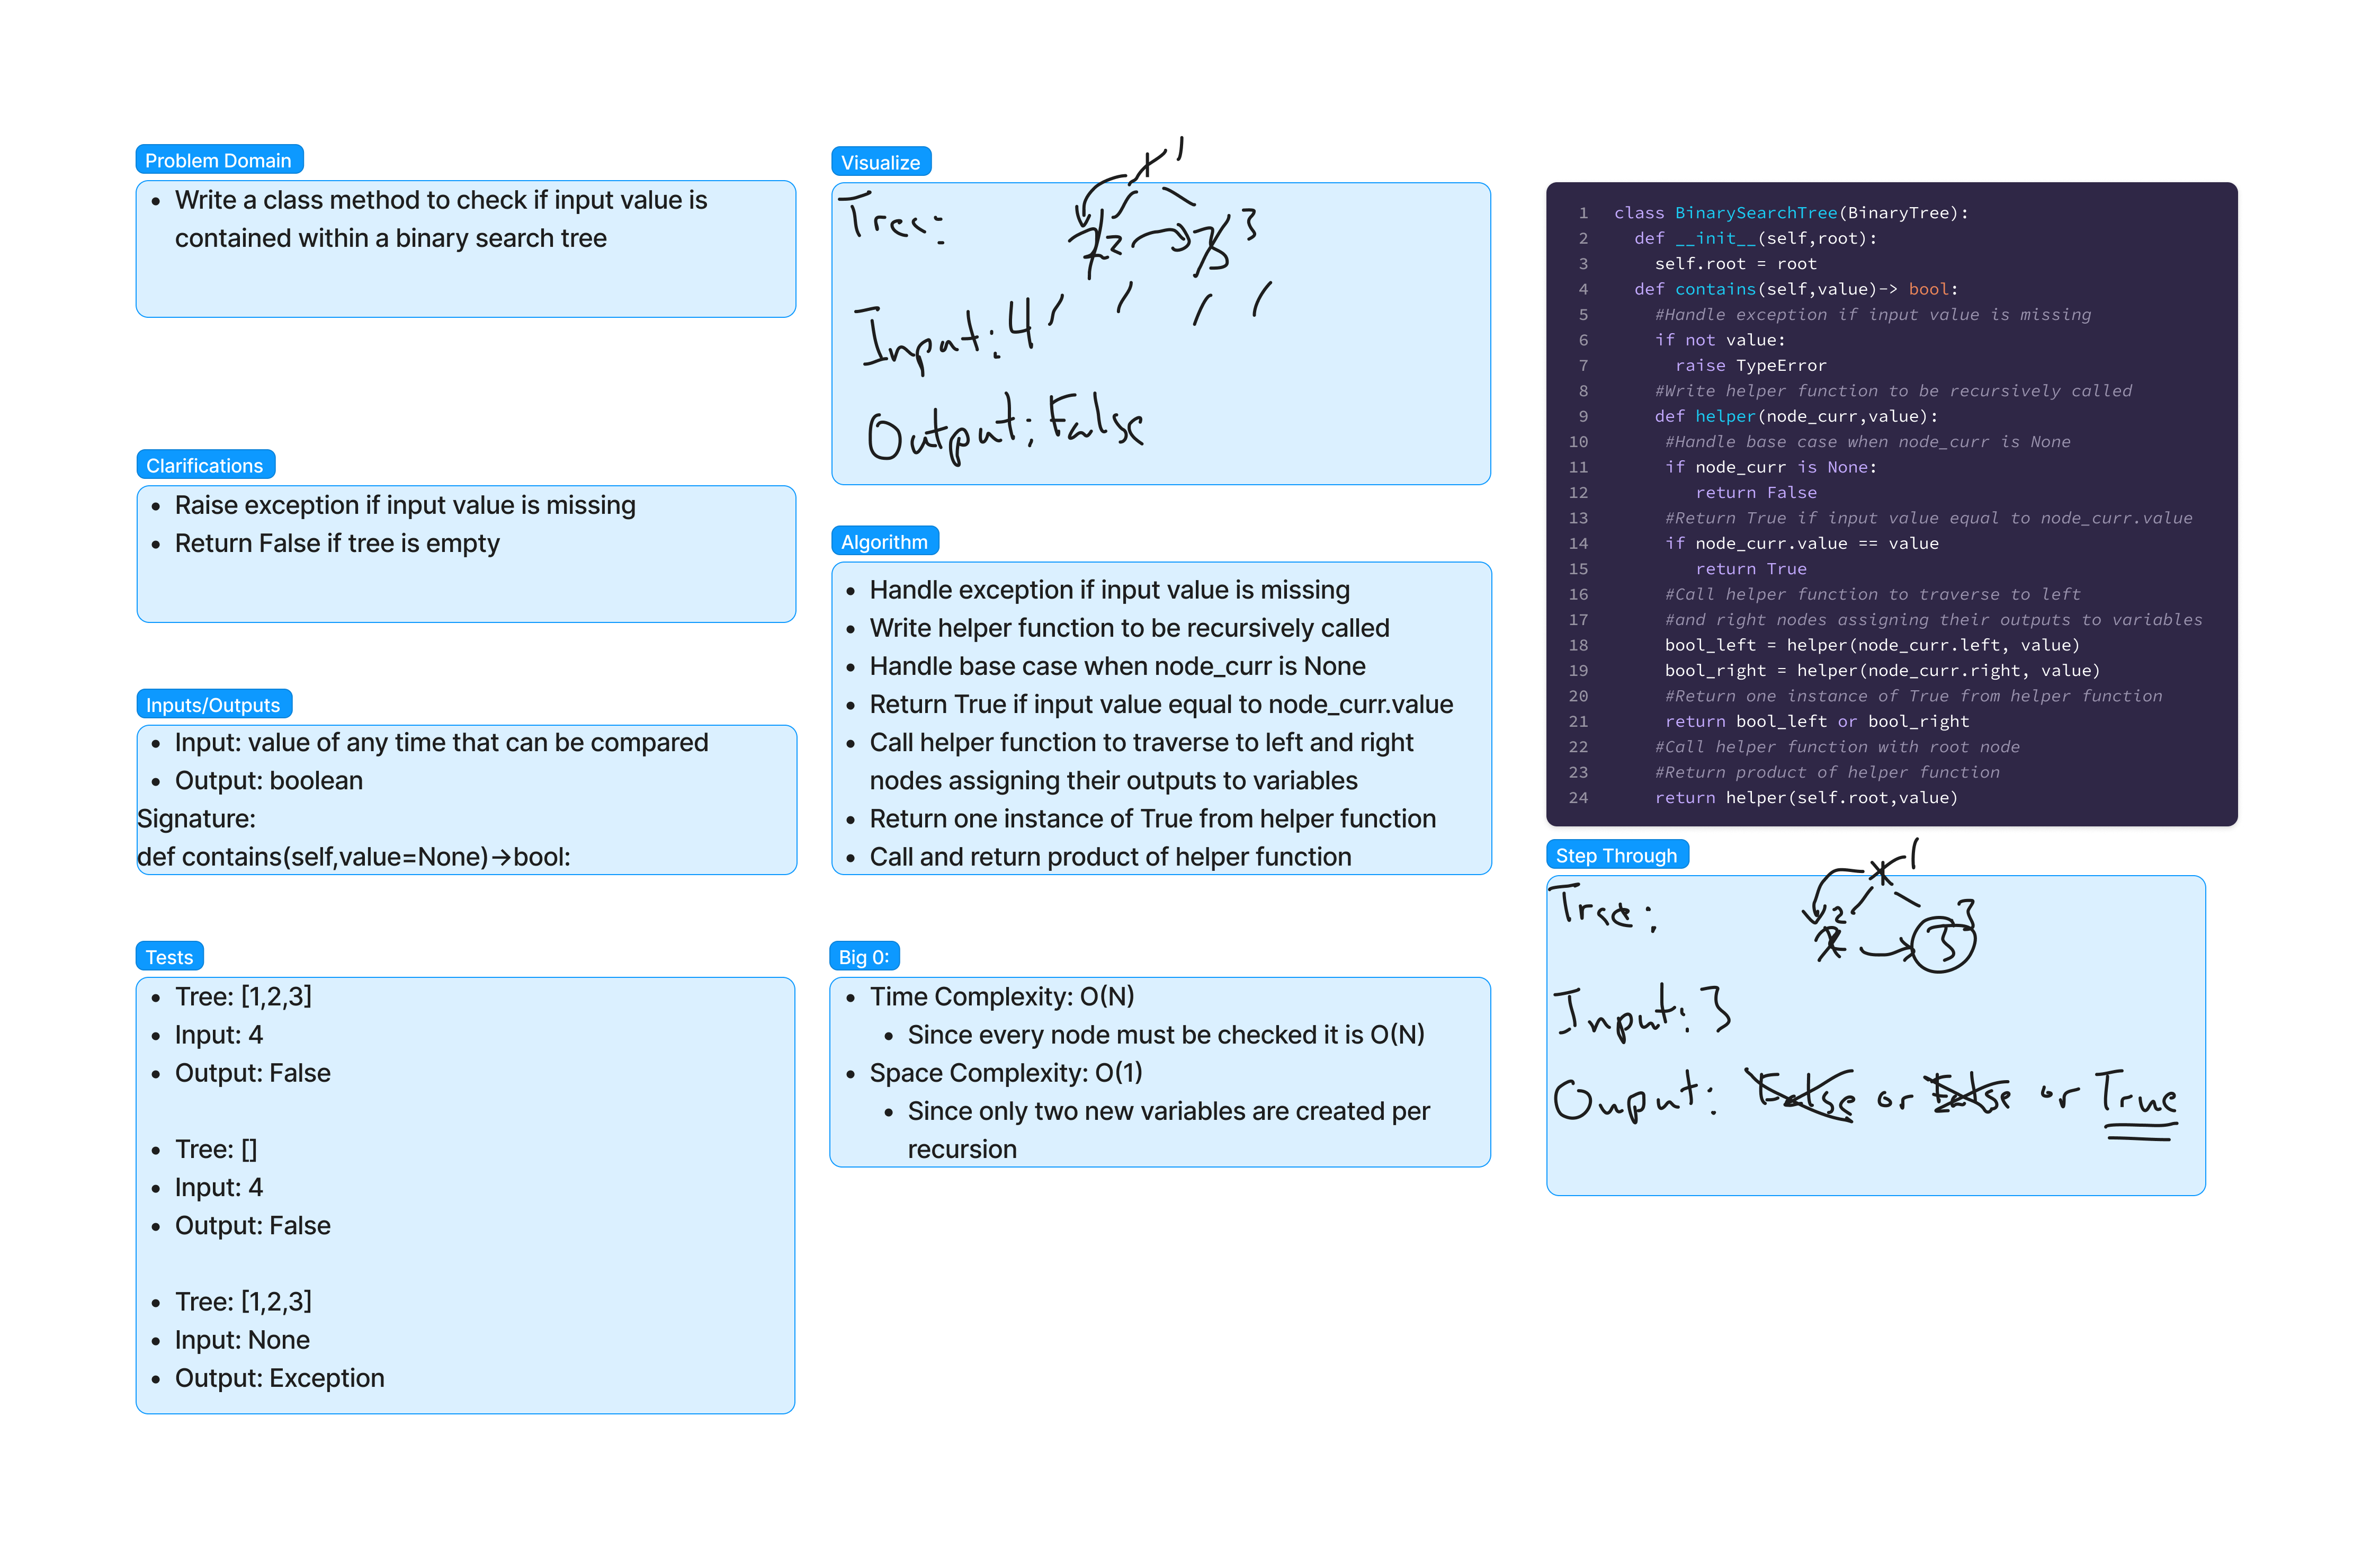 Problem Domain
• Write a class method to check if input value is
contained within a binary search tree
Clarifications
• Raise exception if input value is missing
• Return False if tree is empty
Inputs/Outputs
• Input: value of any time that can be compared
• Output: boolean
Signature:
def contains(self,value=None)→bool:
Tests
• Tree: [1,2,3]
• Input: 4
• Output: False
• Tree: []
• Input: 4
• Output: False
• Tree: [1,2,3]
• Input: None
• Output: Exception
Visualize
1
Tree:
2 3
Input: 4
Output: False
Algorithm
• Handle exception if input value is missing
• Write helper function to be recursively called
• Handle base case when node_curr is None
• Return True if input value equal to node_curr.value
• Call helper function to traverse to left and right
nodes assigning their outputs to variables
• Return one instance of True from helper function
• Call and return product of helper function
Big 0:
• Time Complexity: O(N)
• Since every node must be checked it is O(N)
• Space Complexity: O(1)
• Since only two new variables are created per
recursion
1 class BinarySearchTree(BinaryTree):
2 def __init__(self,root):
3 self.root = root
4 def contains(self,value)-> bool:
5 #Handle exception if input value is missing
6 if not value:
7 raise TypeError
8 #Write helper function to be recursively called
9 def helper(node_curr,value):
10 #Handle base case when node_curr is None
11 if node_curr is None:
12 return False
13 #Return True if input value equal to node_curr.value
14 if node_curr.value == value
15 return True
16 #Call helper function to traverse to left
17 #and right nodes assigning their outputs to variables
18 bool_left = helper(node_curr.left, value)
19 bool_right = helper(node_curr.right, value)
20 #Return one instance of True from helper function
21 return bool_left or bool_right
22 #Call helper function with root node
23 #Return product of helper function
24 return helper(self.root,value)
Step Through
1
Tree:
2 3
3
Input: 3
Ouput: False or False or True